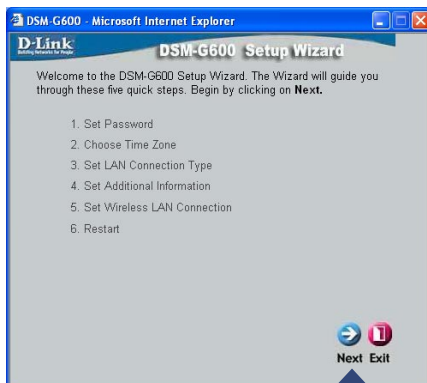 DSM-G600 - Microsoft Internet Explorer
D-Link
Building Networks for People
DSM-G600 Setup Wizard
Welcome to the DSM-G600 Setup Wizard. The Wizard will guide you
through these five quick steps. Begin by clicking on Next.
1. Set Password
2. Choose Time Zone
3. Set LAN Connection Type
4. Set Additional Information
5. Set Wireless LAN Connection
6. Restart
Next Exit